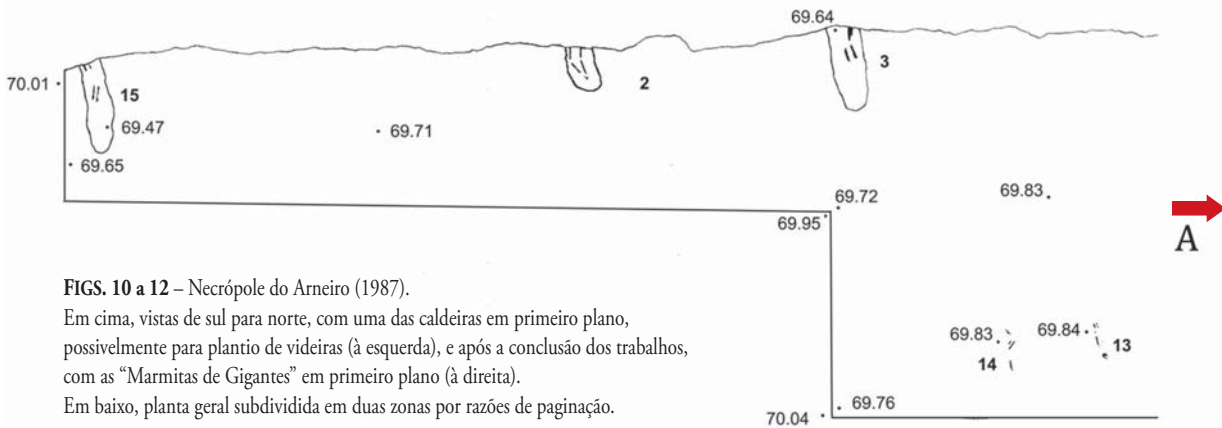 69.64
3
70.01
15
2
69.47
69.71
69.65
69.72
69.83
69.95
A
FIGS. 10 a 12 – Necrópole do Arneiro (1987).
Em cima, vistas de sul para norte, com uma das caldeiras em primeiro plano,
possivelmente para plantio de videiras (à esquerda), e após a conclusão dos trabalhos,
com as “Marmitas de Gigantes” em primeiro plano (à direita).
Em baixo, planta geral subdividida em duas zonas por razões de paginação.
69.83
69.84
13
14
69.76
70.04